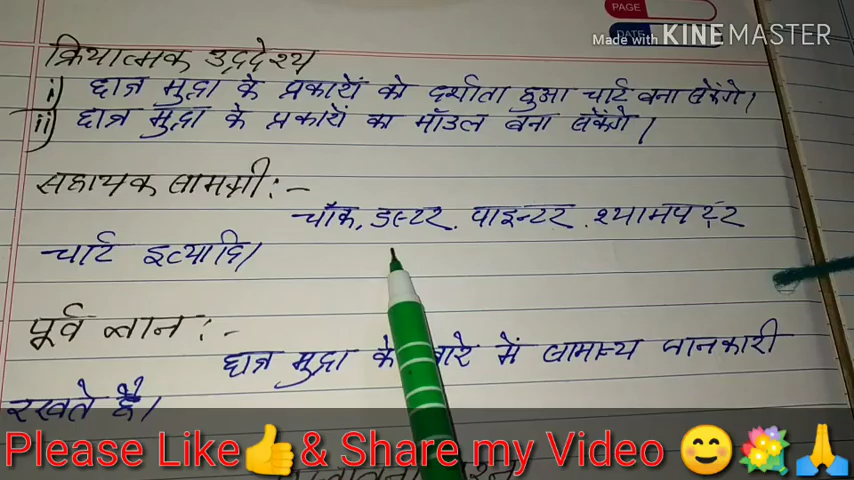 PAGE
DATE
Made with KINEMASTER
क्रियात्मक उद्देश्य
i) छात्र मुद्रा के प्रकारों को दर्शाता हुआ चार्ट बना सकेंगे।
ii) छात्र मुद्रा के प्रकारों का मॉडल बना सकेंगे।
सहायक सामग्री :-
चॉक, डस्टर, पाइन्टर, श्यामपट्ट
चार्ट इत्यादि।
पूर्व ज्ञान :-
छात्र मुद्रा के बारे में सामान्य जानकारी
रखते है।
Please Like👍& Share my Video 😊💐🙏